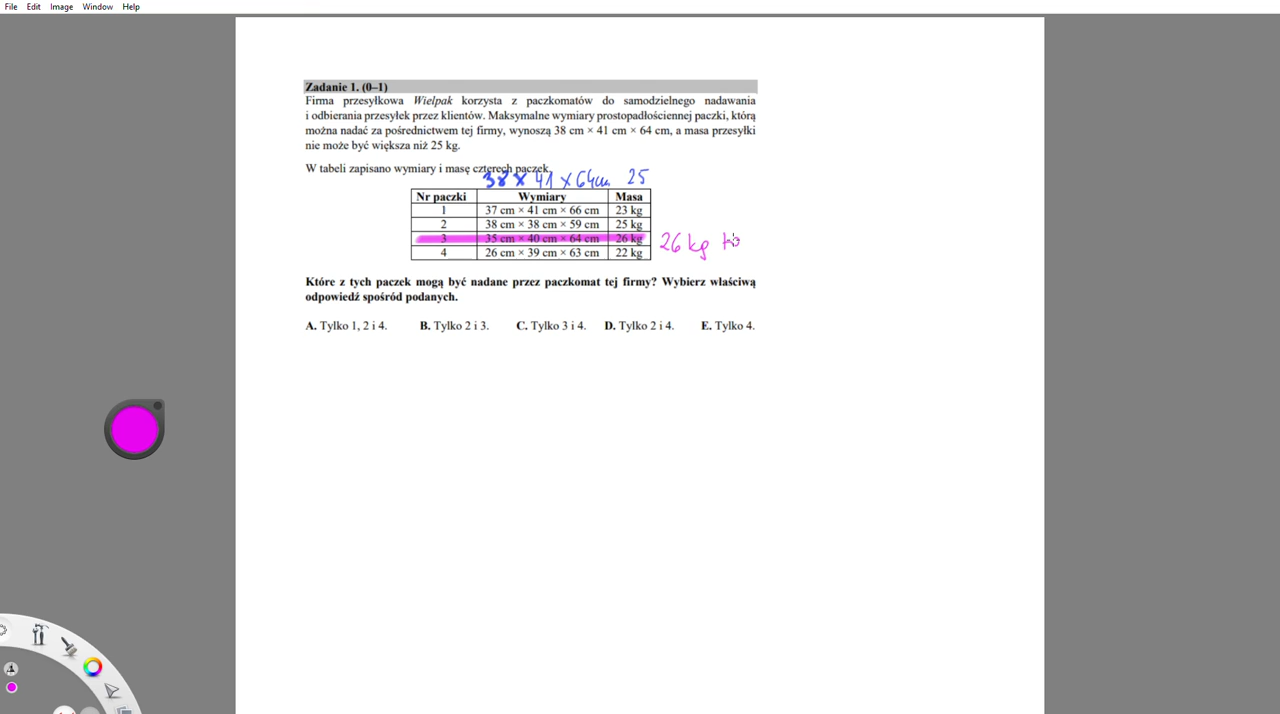 File Edit Image Window Help
Zadanie 1. (0–1)
Firma przesyłkowa Wielpak korzysta z paczkomatów do samodzielnego nadawania
i odbierania przesyłek przez klientów. Maksymalne wymiary prostopadłościennej paczki, którą
można nadać za pośrednictwem tej firmy, wynoszą 38 cm × 41 cm × 64 cm, a masa przesyłki
nie może być większa niż 25 kg.
W tabeli zapisano wymiary i masę czterech paczek.
38 × 41 × 64cm 25
Nr paczki Wymiary Masa
1 37 cm × 41 cm × 66 cm 23 kg
2 38 cm × 38 cm × 59 cm 25 kg
3 35 cm × 40 cm × 64 cm 26 kg 26 kg to
4 26 cm × 39 cm × 63 cm 22 kg
Które z tych paczek mogą być nadane przez paczkomat tej firmy? Wybierz właściwą
odpowiedź spośród podanych.
A. Tylko 1, 2 i 4. B. Tylko 2 i 3. C. Tylko 3 i 4. D. Tylko 2 i 4. E. Tylko 4.